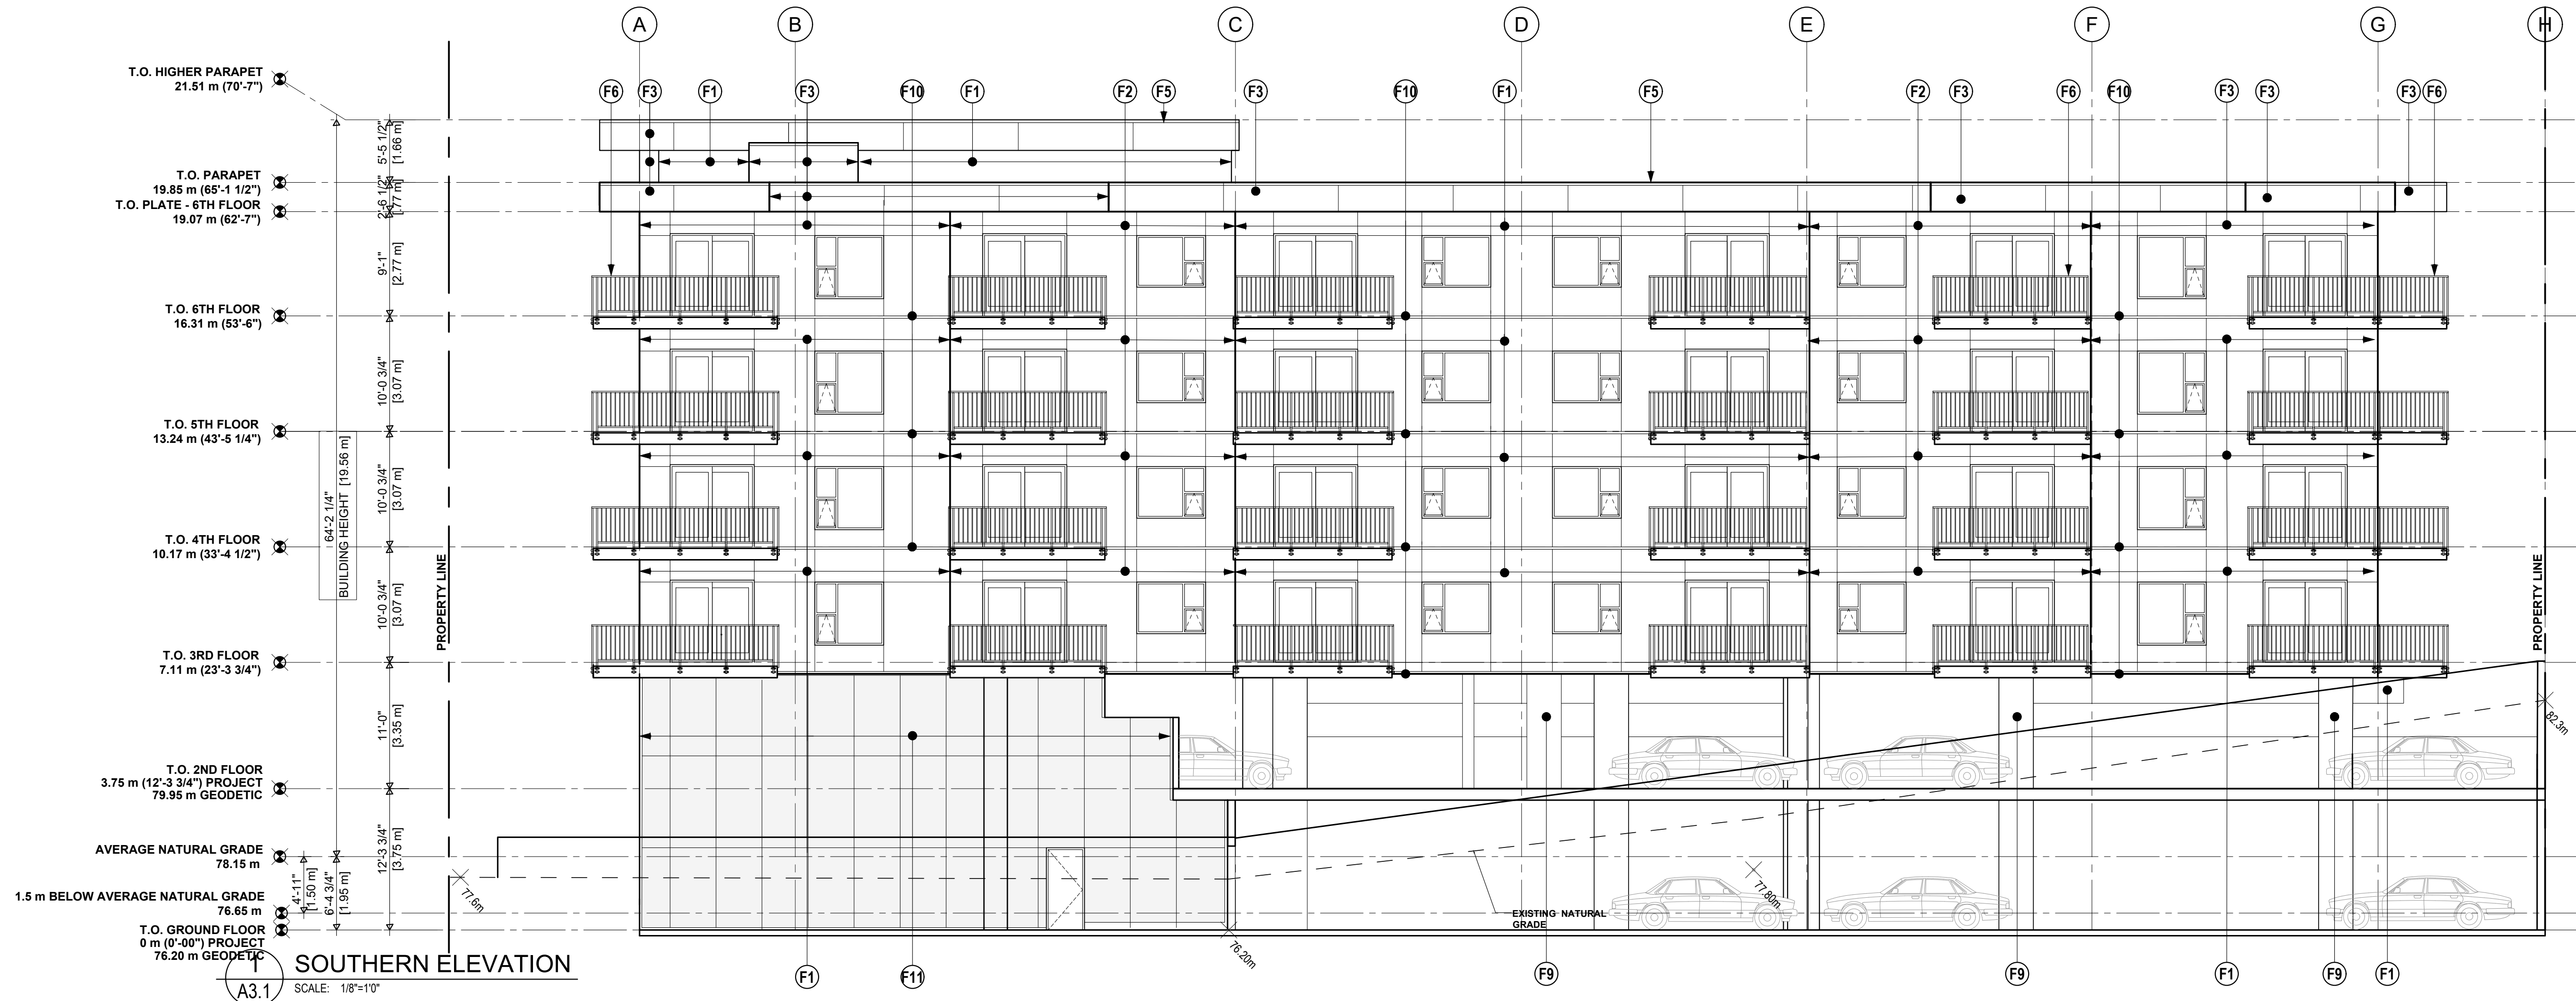 A B C D E F G H
F6 F3 F1 F3 F10 F1 F2 F5 F3 F10 F1 F5 F2 F3 F6 F10 F3 F3 F3 F6
T.O. HIGHER PARAPET
21.51 m (70'-7")
T.O. PARAPET
19.85 m (65'-1 1/2")
T.O. PLATE - 6TH FLOOR
19.07 m (62'-7")
T.O. 6TH FLOOR
16.31 m (53'-6")
T.O. 5TH FLOOR
13.24 m (43'-5 1/4")
T.O. 4TH FLOOR
10.17 m (33'-4 1/2")
T.O. 3RD FLOOR
7.11 m (23'-3 3/4")
T.O. 2ND FLOOR
3.75 m (12'-3 3/4") PROJECT
79.95 m GEODETIC
AVERAGE NATURAL GRADE
78.15 m
1.5 m BELOW AVERAGE NATURAL GRADE
76.65 m
T.O. GROUND FLOOR
0 m (0'-00") PROJECT
76.20 m GEODETIC
5'-5 1/2"
[1.66 m]
2'-6 1/2"
[.77 m]
9'-1"
[2.77 m]
10'-0 3/4"
[3.07 m]
10'-0 3/4"
[3.07 m]
10'-0 3/4"
[3.07 m]
11'-0"
[3.35 m]
12'-3 3/4"
[3.75 m]
64'-2 1/4"
BUILDING HEIGHT [19.56 m]
4'-11"
[1.50 m]
6'-4 3/4"
[1.95 m]
PROPERTY LINE
PROPERTY LINE
77.6m
76.20m
77.80m
82.3m
EXISTING NATURAL
GRADE
F1 F11 F9 F9 F1 F9 F1
1
A3.1
SOUTHERN ELEVATION
SCALE: 1/8"=1'0"